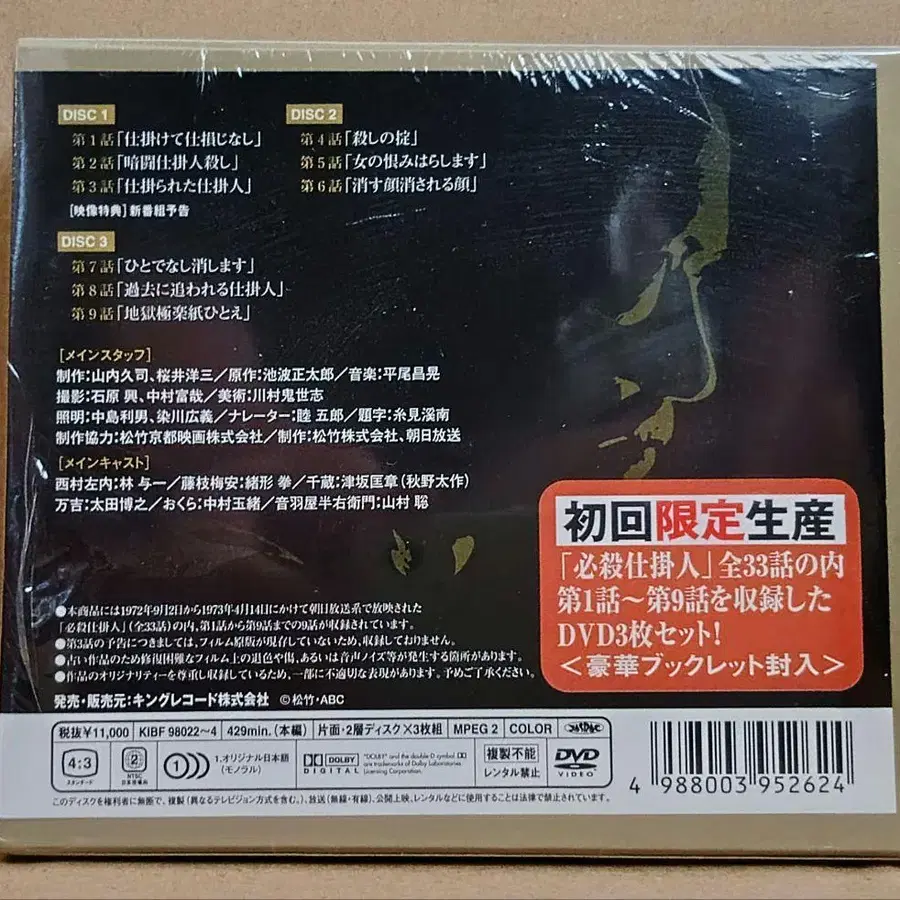 DISC 1
第1話「仕掛けて仕損じなし」
第2話「暗闘仕掛人殺し」
第3話「仕掛られた仕掛人」
[映像特典]新番組予告
DISC 2
第4話「殺しの掟」
第5話「女の恨みはらします」
第6話「消す顔消される顔」
DISC 3
第7話「ひとでなし消します」
第8話「過去に追われる仕掛人」
第9話「地獄極楽紙ひとえ」
[メインスタッフ]
制作:山内久司、桜井洋三/原作:池波正太郎/音楽:平尾昌晃
撮影:石原 興、中村富哉/美術:川村鬼世志
照明:中島利男、染川広義/ナレーター:睦 五郎/題字:糸見溪南
制作協力:松竹京都映画株式会社/制作:松竹株式会社、朝日放送
[メインキャスト]
西村左内:林 与一/藤枝梅安:緒形 拳/千蔵:津坂匡章(秋野太作)
万吉:太田博之/おくら:中村玉緒/音羽屋半右衛門:山村 聡
初回限定生産
「必殺仕掛人」全33話の内
第1話〜第9話を収録した
DVD3枚セット!
<豪華ブックレット封入>
●本商品には1972年9月2日から1973年4月14日にかけて朝日放送系で放映された
「必殺仕掛人」(全33話)の内、第1話から第9話までの9話が収録されています。
●第3話の予告につきましては、フィルム原版が現存していないため、収録しておりません。
●古い作品のため修復困難なフィルム上の退色や傷、あるいは音声ノイズ等が発生する箇所があります。
●作品のオリジナリティーを尊重し収録しているため、一部に不適切な表現があります。予めご了承ください。
発売・販売元:キングレコード株式会社 ©松竹・ABC
税抜¥11,000 KIBF 98022~4 429min.(本編) 片面・2層ディスク×3枚組 MPEG 2 COLOR
4:3
スタンダード
2
NTSC
日本市場向
1
1.オリジナル日本語
(モノラル)
DOLBY
DIGITAL
"DOLBY" and the double-D symbol
are trademarks of Dolby Laboratories
Licensing Corporation.
複製不能
レンタル禁止
DVD
VIDEO
4 988003 952624
このディスクを権利者に無断で、複製(異なるテレビジョン方式を含む。)、放送(無線・有線)、公開上映、レンタルなどに使用することは法律で禁止されています。